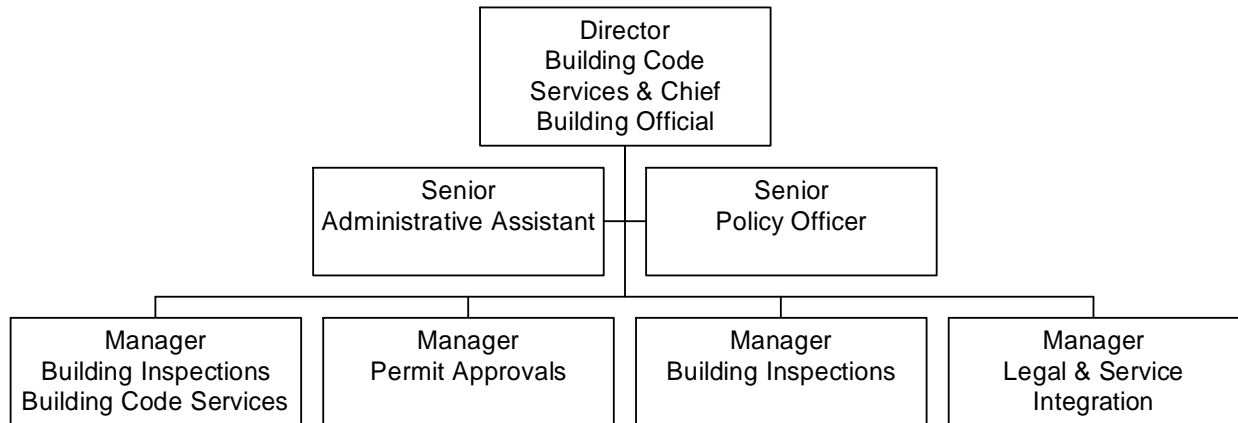 Director
Building Code
Services & Chief
Building Official
Senior
Administrative Assistant
Senior
Policy Officer
Manager
Building Inspections
Building Code Services
Manager
Permit Approvals
Manager
Building Inspections
Manager
Legal & Service
Integration